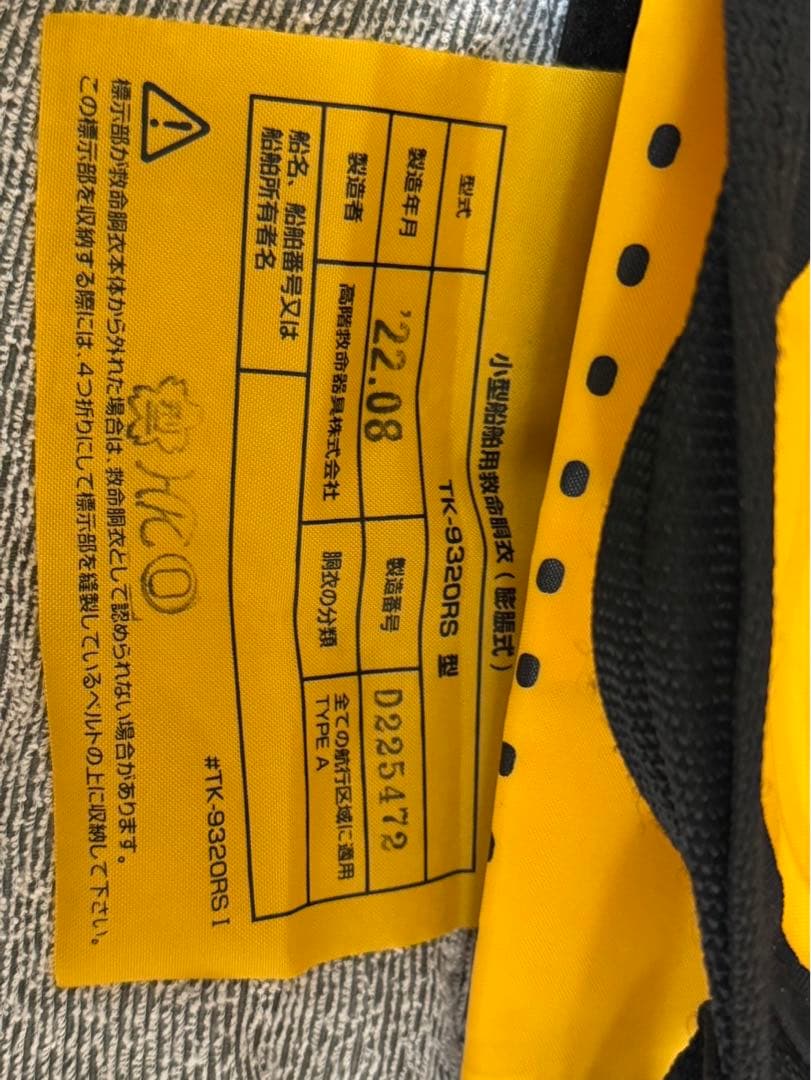 小型船舶用救命胴衣(膨脹式)
型式 TK-9320RS 型
製造年月 '22.08 製造番号 D225472
製造者 高階救命器具株式会社 胴衣の分類 全ての航行区域に適用 TYPE A
船名、船舶番号又は
船舶所有者名
#TK-9320RS I
標示部が救命胴衣本体から外れた場合は、救命胴衣として認められない場合があります。
この標示部を収納する際には、4つ折りにして標示部を縫製しているベルトの上に収納して下さい。